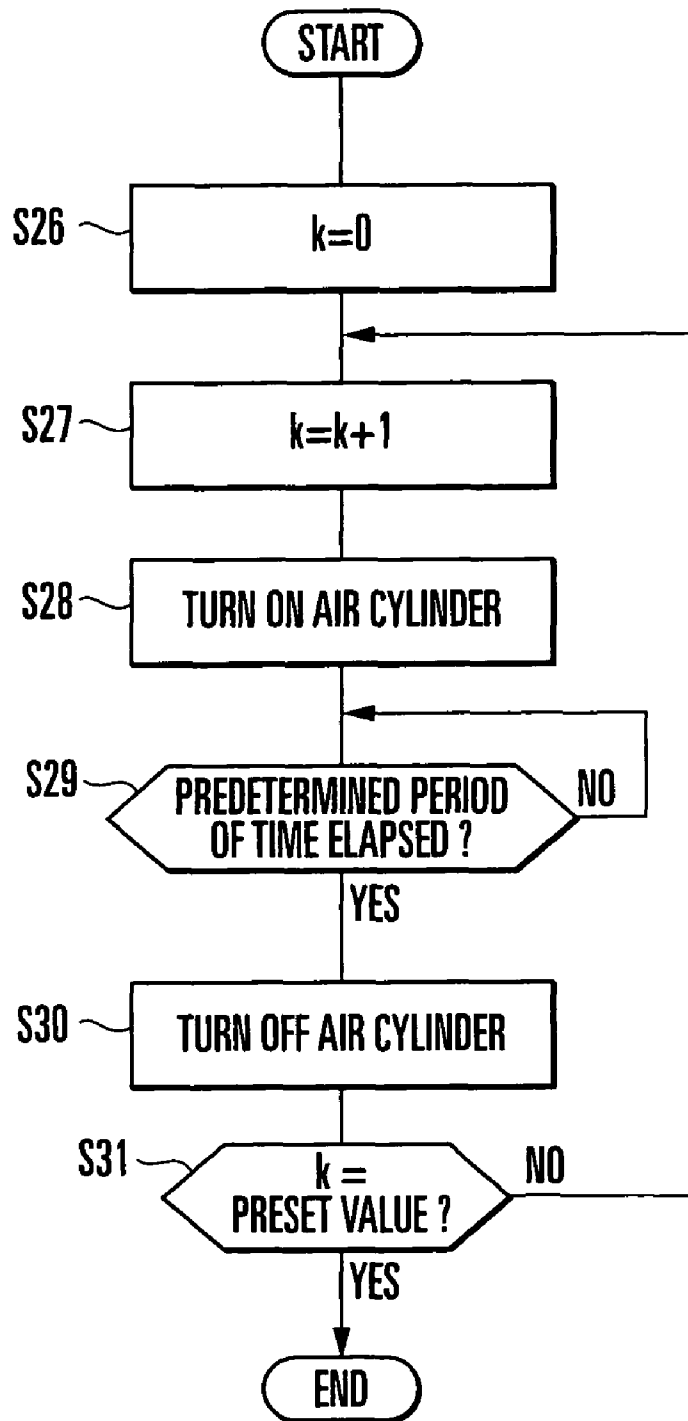 START
S26
k=0
S27
k=k+1
S28
TURN ON AIR CYLINDER
S29
PREDETERMINED PERIOD
OF TIME ELAPSED ?
NO
YES
S30
TURN OFF AIR CYLINDER
S31
k =
PRESET VALUE ?
NO
YES
END